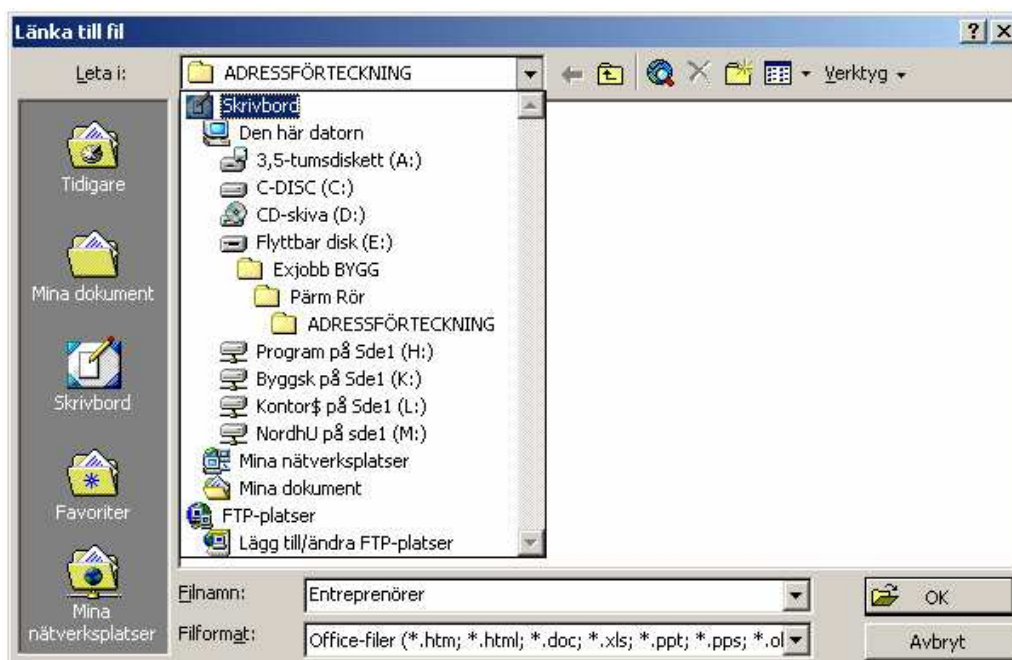 Länka till fil
Leta i:
ADRESSFÖRTECKNING
Verktyg
Skrivbord
Den här datorn
3,5-tumsdiskett (A:)
C-DISC (C:)
CD-skiva (D:)
Flyttbar disk (E:)
Exjobb BYGG
Pärm Rör
ADRESSFÖRTECKNING
Program på Sde1 (H:)
Byggsk på Sde1 (K:)
Kontor$ på Sde1 (L:)
NordhU på sde1 (M:)
Mina nätverksplatser
Mina dokument
FTP-platser
Lägg till/ändra FTP-platser
Tidigare
Mina dokument
Skrivbord
Favoriter
Mina
nätverksplatser
Filnamn:
Entreprenörer
OK
Filformat:
Office-filer (*.htm; *.html; *.doc; *.xls; *.ppt; *.pps; *.ol
Avbryt